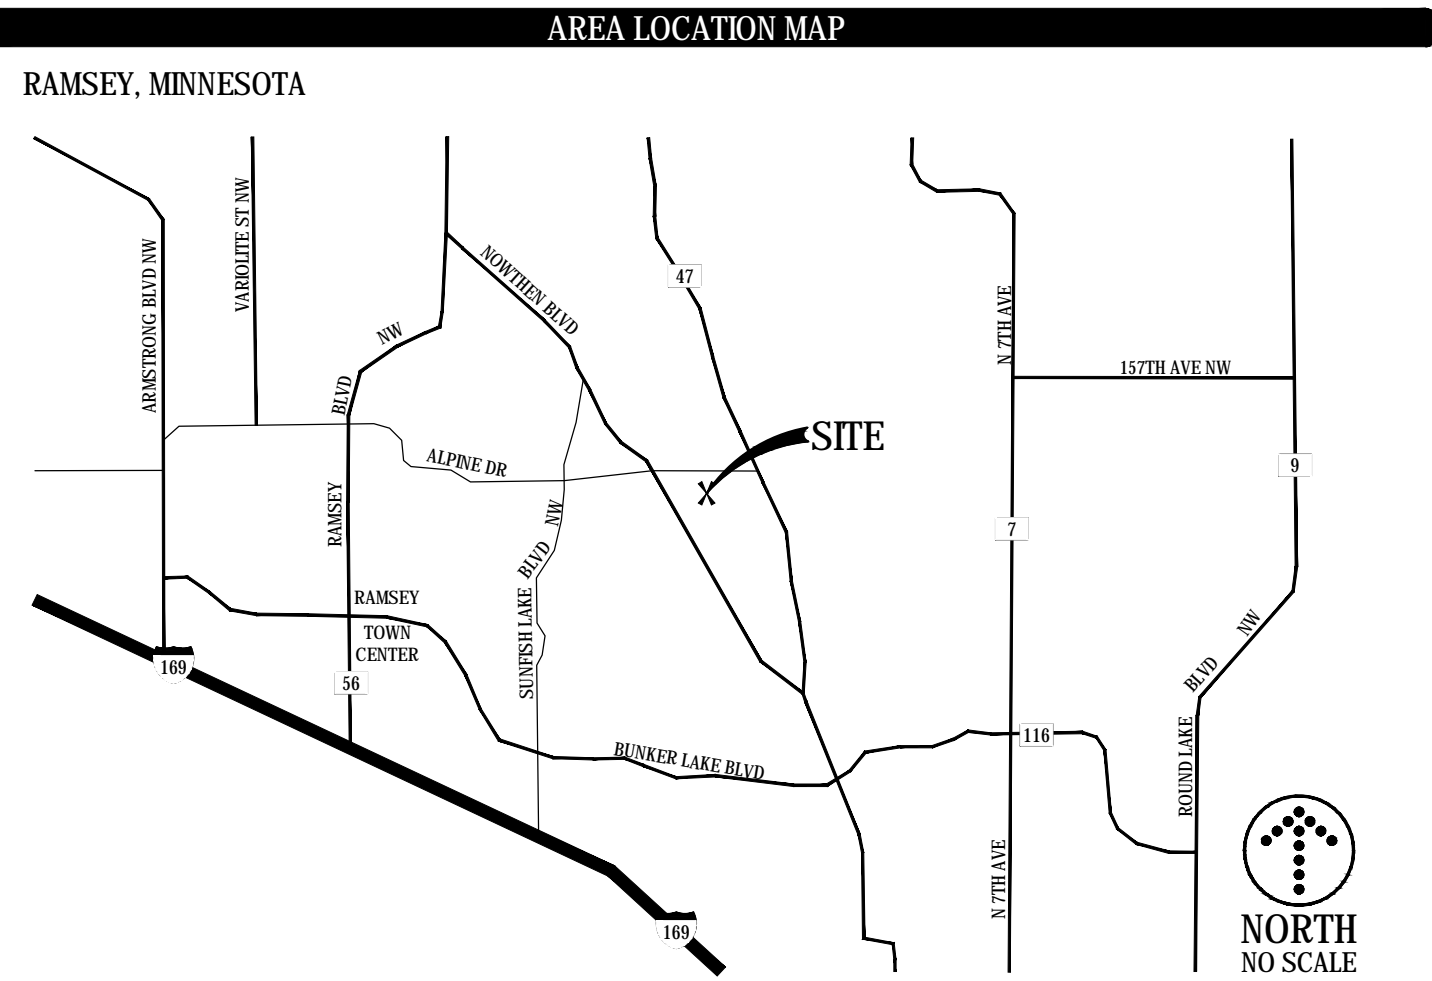 AREA LOCATION MAP
RAMSEY, MINNESOTA
ARMSTRONG BLVD NW
VARIOLITE ST NW
NOWTHEN BLVD
47
N 7TH AVE
NW
BLVD
RAMSEY
157TH AVE NW
SITE
ALPINE DR
9
7
SUNFISH LAKE BLVD NW
RAMSEY
TOWN
CENTER
169
56
BUNKER LAKE BLVD
116
ROUND LAKE BLVD NW
N 7TH AVE
169
NORTH
NO SCALE